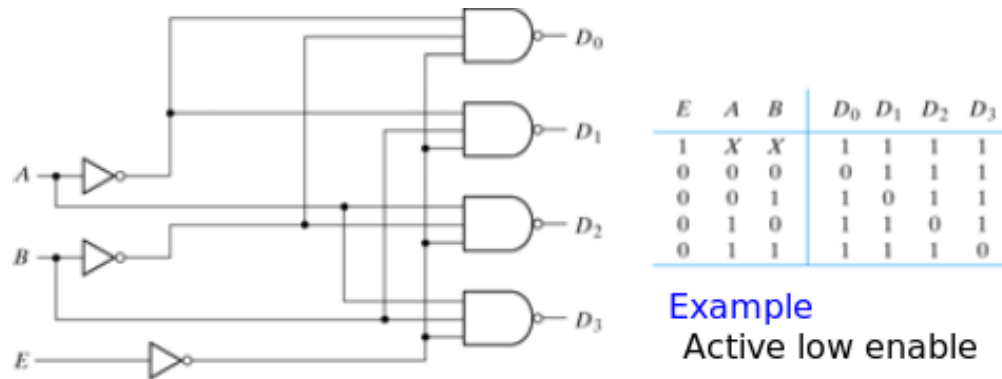 D₀
D₁
A
D₂
B
D₃
E
E A B D₀ D₁ D₂ D₃
1 X X 1 1 1 1
0 0 0 0 1 1 1
0 0 1 1 0 1 1
0 1 0 1 1 0 1
0 1 1 1 1 1 0
Example
Active low enable